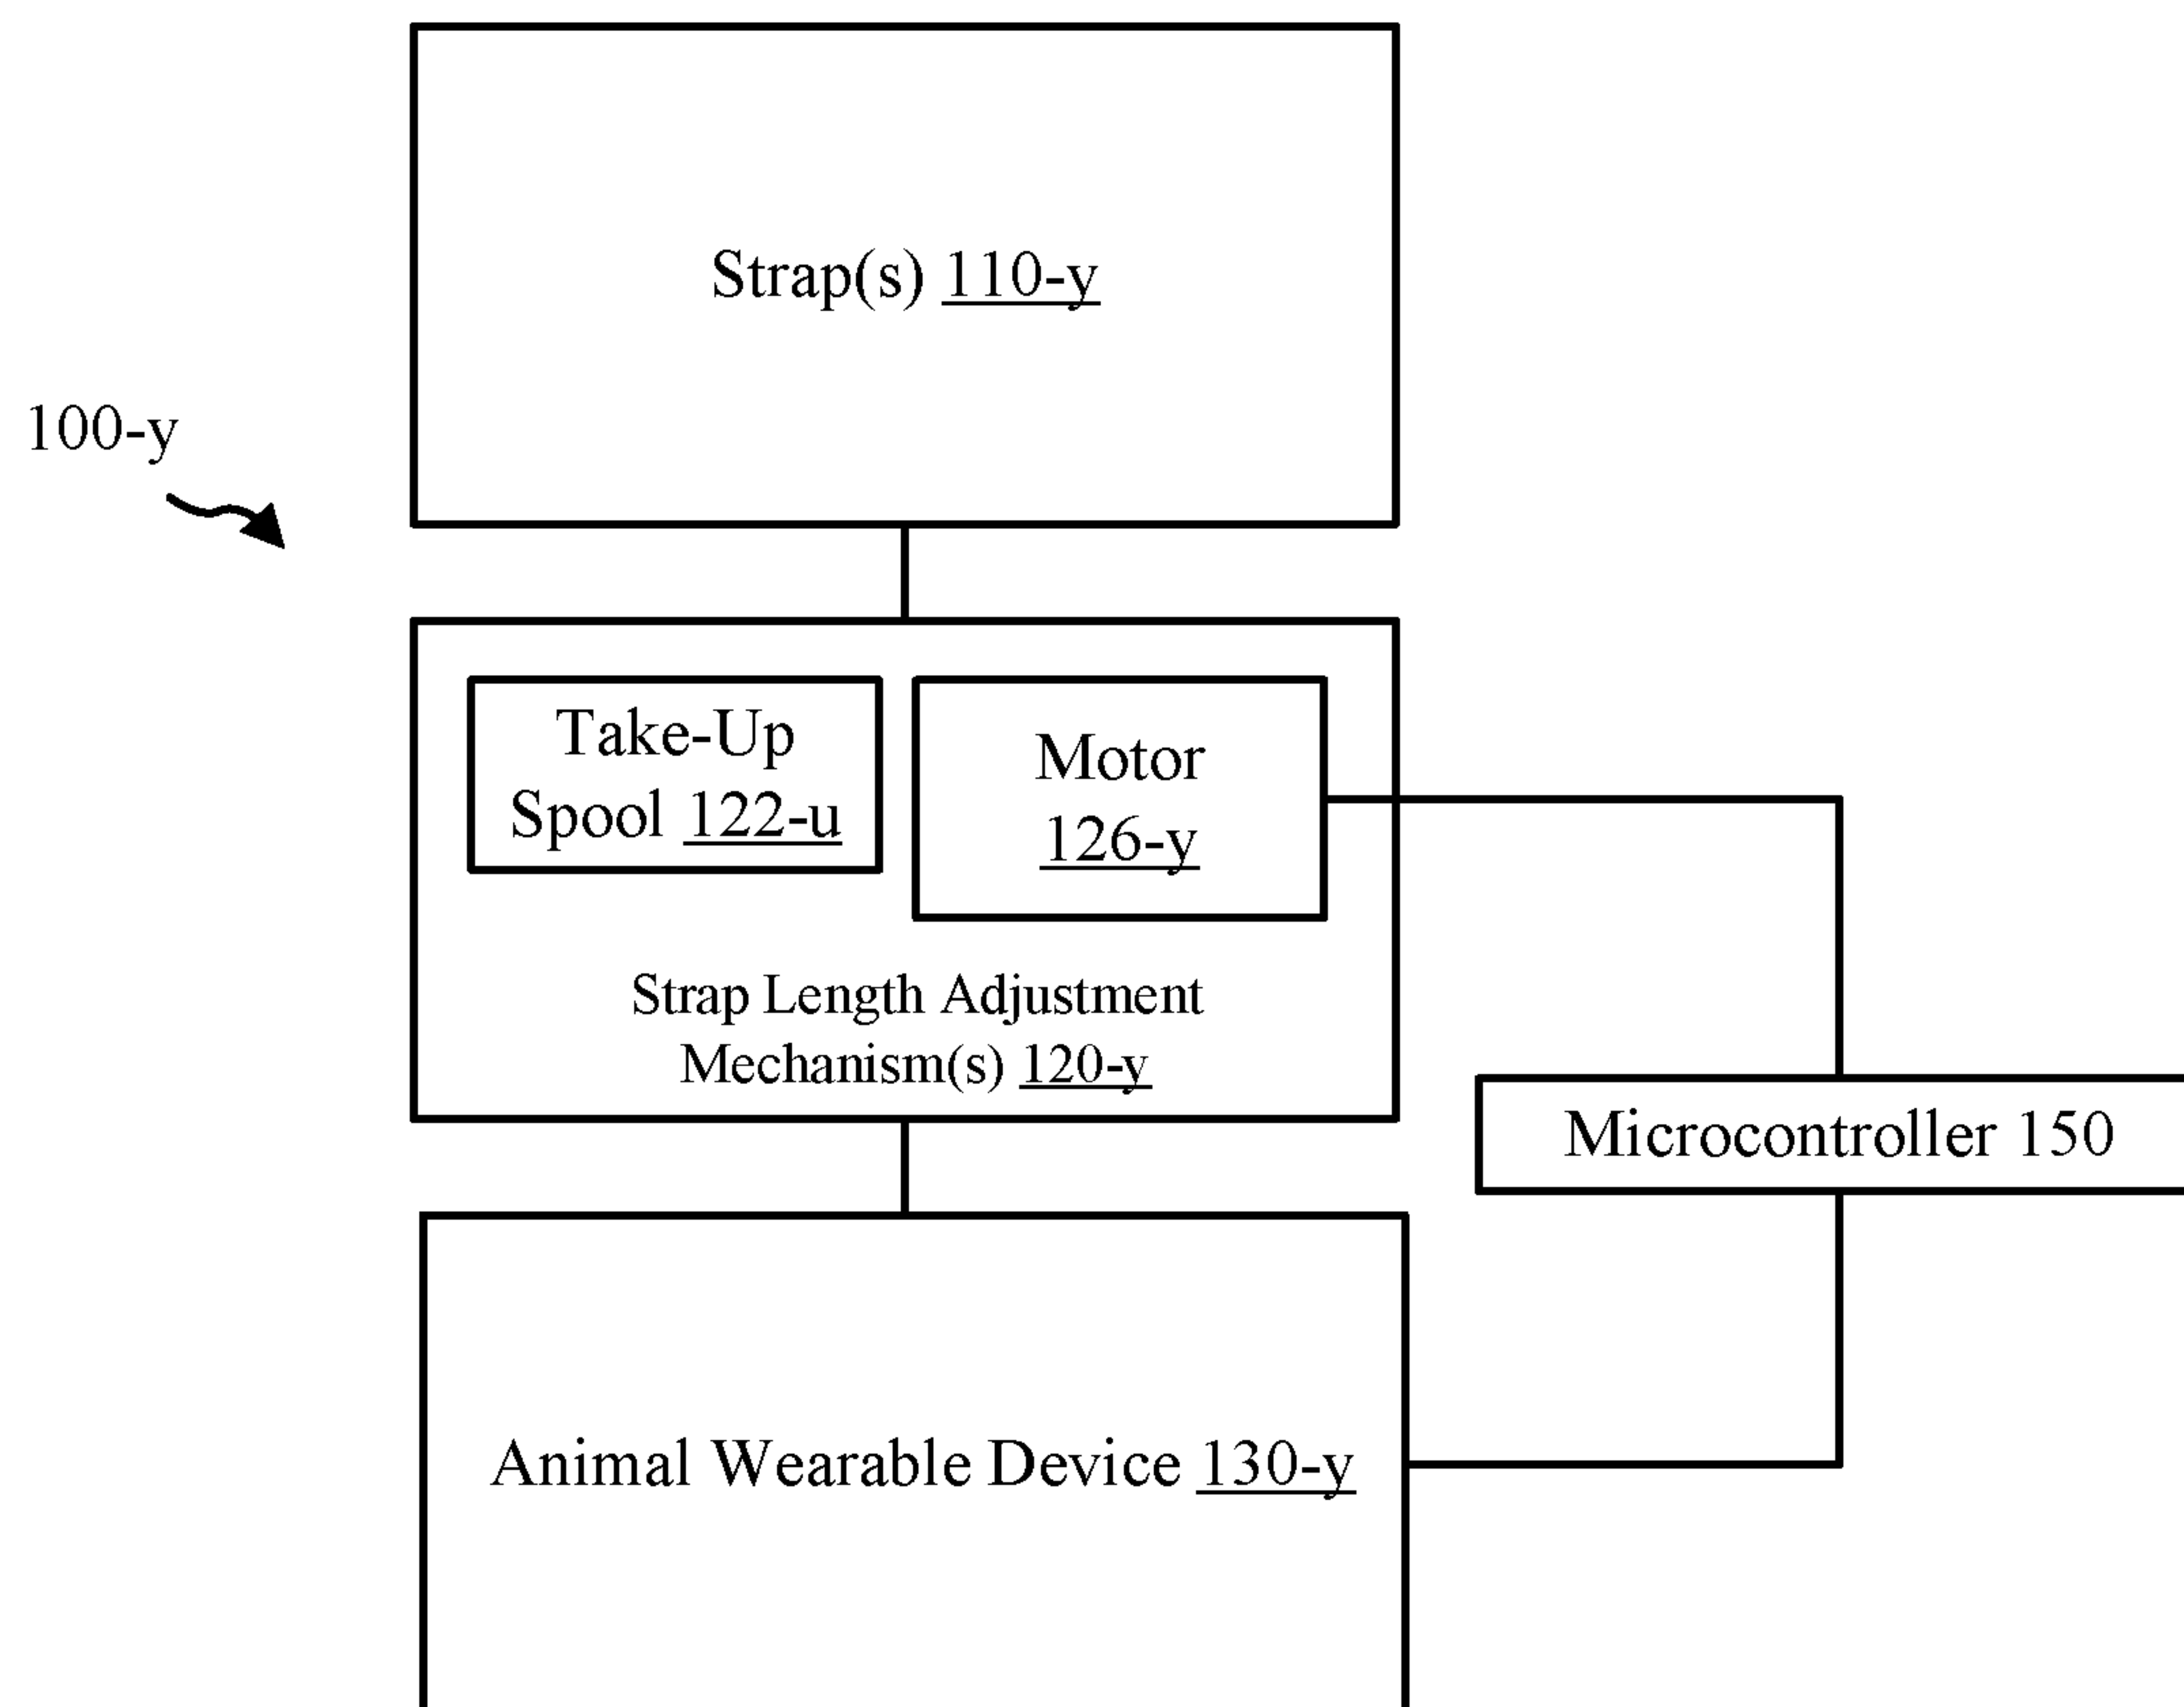 Strap(s) 110-y
100-y
Take-Up
Spool 122-u
Motor
126-y
Strap Length Adjustment
Mechanism(s) 120-y
Microcontroller 150
Animal Wearable Device 130-y